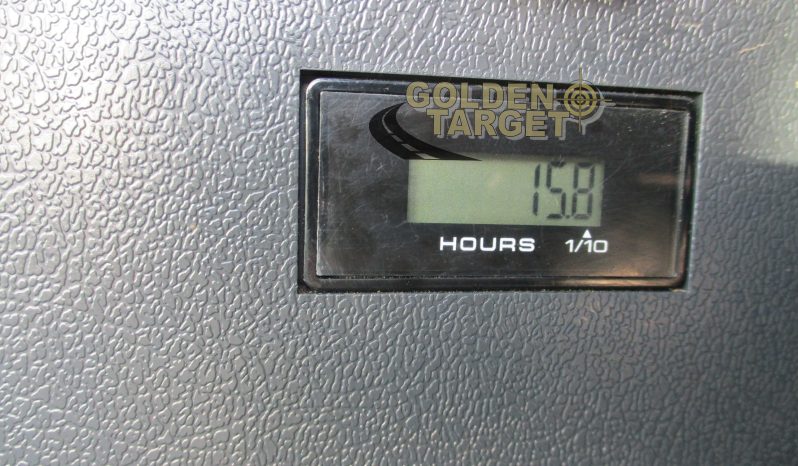 GOLDEN
TARGET
15.8
HOURS 1/10